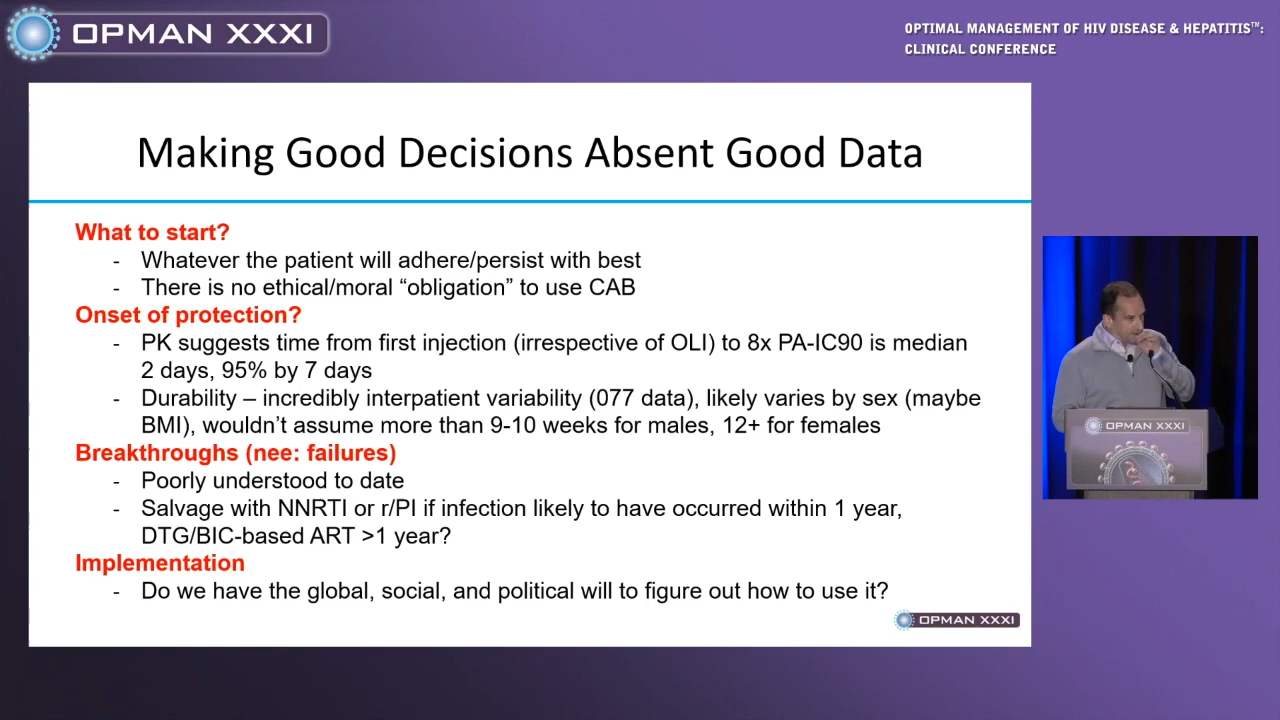 OPMAN XXXI
OPTIMAL MANAGEMENT OF HIV DISEASE & HEPATITIS™:
CLINICAL CONFERENCE
Making Good Decisions Absent Good Data
What to start?
- Whatever the patient will adhere/persist with best
- There is no ethical/moral “obligation” to use CAB
Onset of protection?
- PK suggests time from first injection (irrespective of OLI) to 8x PA-IC90 is median
2 days, 95% by 7 days
- Durability – incredibly interpatient variability (077 data), likely varies by sex (maybe
BMI), wouldn’t assume more than 9-10 weeks for males, 12+ for females
Breakthroughs (nee: failures)
- Poorly understood to date
- Salvage with NNRTI or r/PI if infection likely to have occurred within 1 year,
DTG/BIC-based ART >1 year?
Implementation
- Do we have the global, social, and political will to figure out how to use it?
OPMAN XXXI
OPMAN XXXI